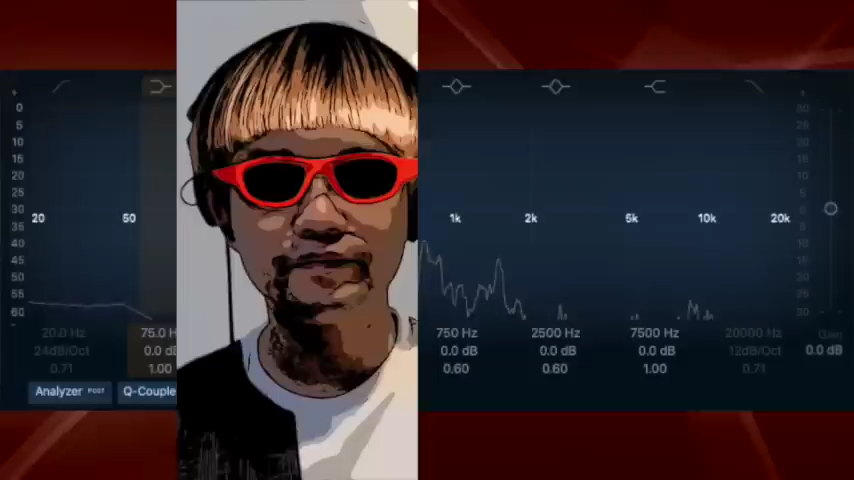 0
5
10
15
20
25
30
35
40
45
50
55
60
20
50
1k
2k
5k
10k
20k
20.0 Hz
24dB/Oct
0.71
75.0 H
0.0 dB
1.00
750 Hz
0.0 dB
0.60
2500 Hz
0.0 dB
0.60
7500 Hz
0.0 dB
1.00
20000 Hz
12dB/Oct
0.71
Gain
0.0 dB
Analyzer POST
Q-Couple